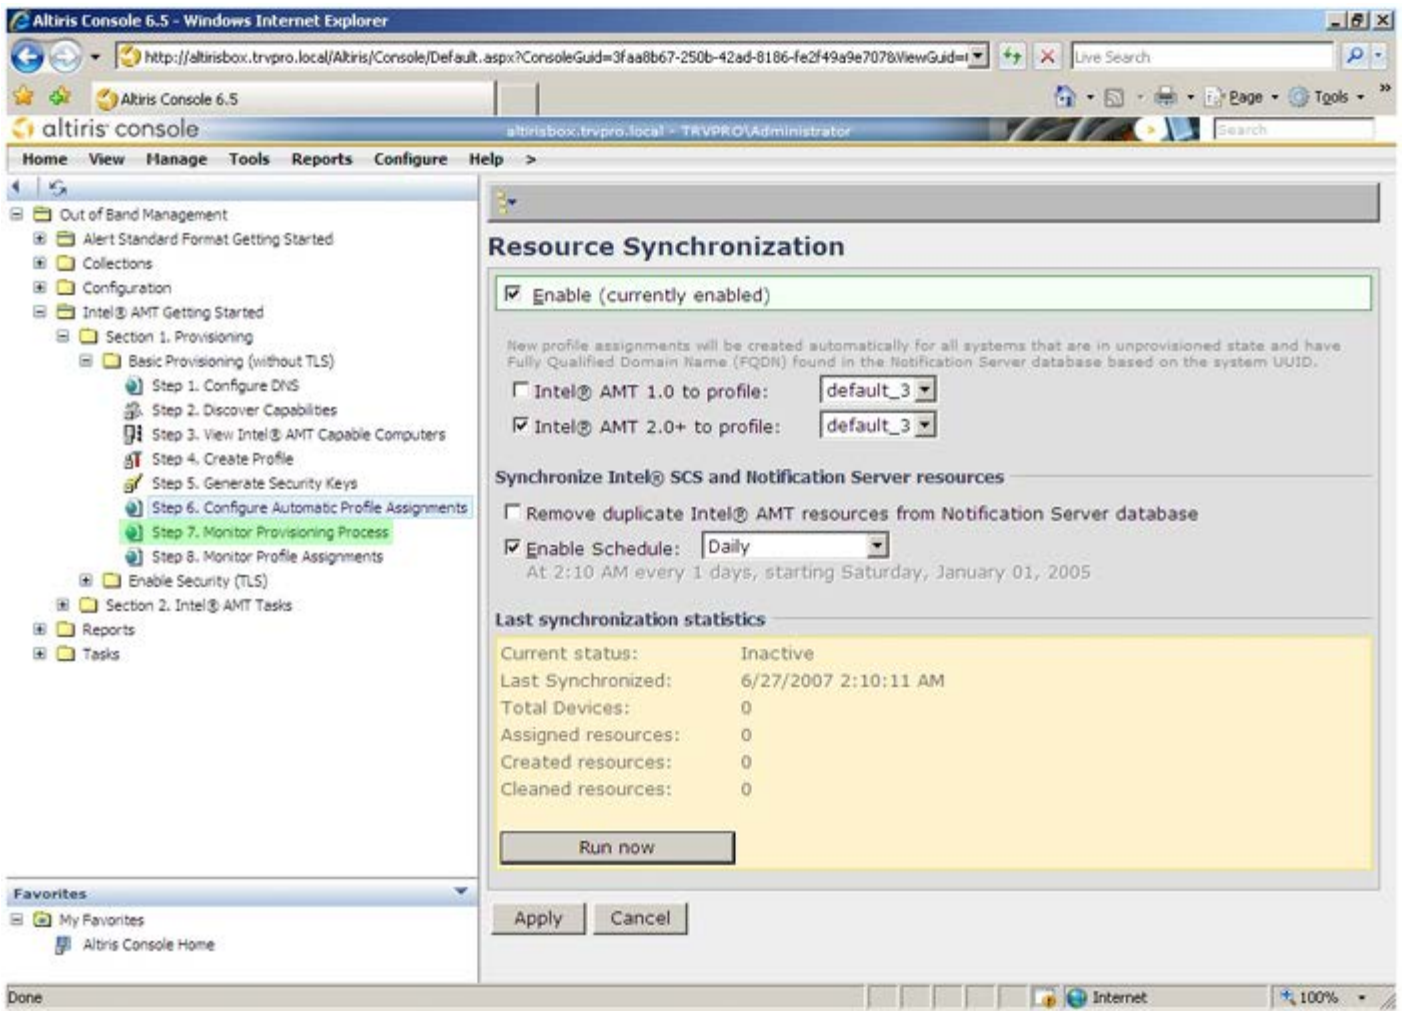 Altiris Console 6.5 - Windows Internet Explorer
http://altirisbox.trvpro.local/Altiris/Console/Default.aspx?ConsoleGuid=3faa8b67-250b-42ad-8186-fe2f49a9e707&ViewGuid=
Live Search
Altiris Console 6.5
Page
Tools
altiris console
altirisbox.trvpro.local - TRVPRO\Administrator
Search
Home View Manage Tools Reports Configure Help >
Out of Band Management
Alert Standard Format Getting Started
Collections
Configuration
Intel® AMT Getting Started
Section 1. Provisioning
Basic Provisioning (without TLS)
Step 1. Configure DNS
Step 2. Discover Capabilities
Step 3. View Intel® AMT Capable Computers
Step 4. Create Profile
Step 5. Generate Security Keys
Step 6. Configure Automatic Profile Assignments
Step 7. Monitor Provisioning Process
Step 8. Monitor Profile Assignments
Enable Security (TLS)
Section 2. Intel® AMT Tasks
Reports
Tasks
Favorites
My Favorites
Altiris Console Home
Resource Synchronization
Enable (currently enabled)
New profile assignments will be created automatically for all systems that are in unprovisioned state and have
Fully Qualified Domain Name (FQDN) found in the Notification Server database based on the system UUID.
Intel® AMT 1.0 to profile: default_3
Intel® AMT 2.0+ to profile: default_3
Synchronize Intel® SCS and Notification Server resources
Remove duplicate Intel® AMT resources from Notification Server database
Enable Schedule: Daily
At 2:10 AM every 1 days, starting Saturday, January 01, 2005
Last synchronization statistics
Current status: Inactive
Last Synchronized: 6/27/2007 2:10:11 AM
Total Devices: 0
Assigned resources: 0
Created resources: 0
Cleaned resources: 0
Run now
Apply Cancel
Done
Internet
100%